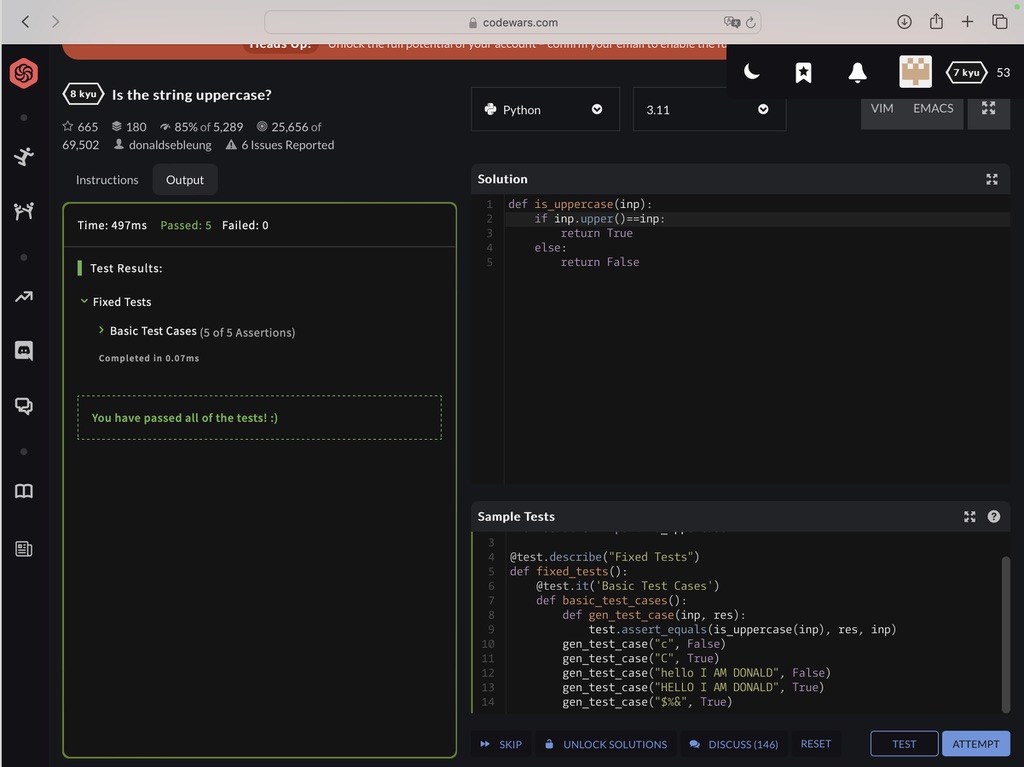 codewars.com
Heads Up! Unlock the full potential of your account - confirm your email to enable the fu
7 kyu 53
8 kyu Is the string uppercase?
665 180 85% of 5,289 25,656 of
69,502 donaldsebleung 6 Issues Reported
Python
3.11
VIM EMACS
Instructions Output
Time: 497ms Passed: 5 Failed: 0
Test Results:
Fixed Tests
Basic Test Cases (5 of 5 Assertions)
Completed in 0.07ms
You have passed all of the tests! :)
Solution
1 def is_uppercase(inp):
2 if inp.upper()==inp:
3 return True
4 else:
5 return False
Sample Tests
3
4 @test.describe("Fixed Tests")
5 def fixed_tests():
6 @test.it('Basic Test Cases')
7 def basic_test_cases():
8 def gen_test_case(inp, res):
9 test.assert_equals(is_uppercase(inp), res, inp)
10 gen_test_case("c", False)
11 gen_test_case("C", True)
12 gen_test_case("hello I AM DONALD", False)
13 gen_test_case("HELLO I AM DONALD", True)
14 gen_test_case("$%&", True)
SKIP UNLOCK SOLUTIONS DISCUSS (146) RESET TEST ATTEMPT